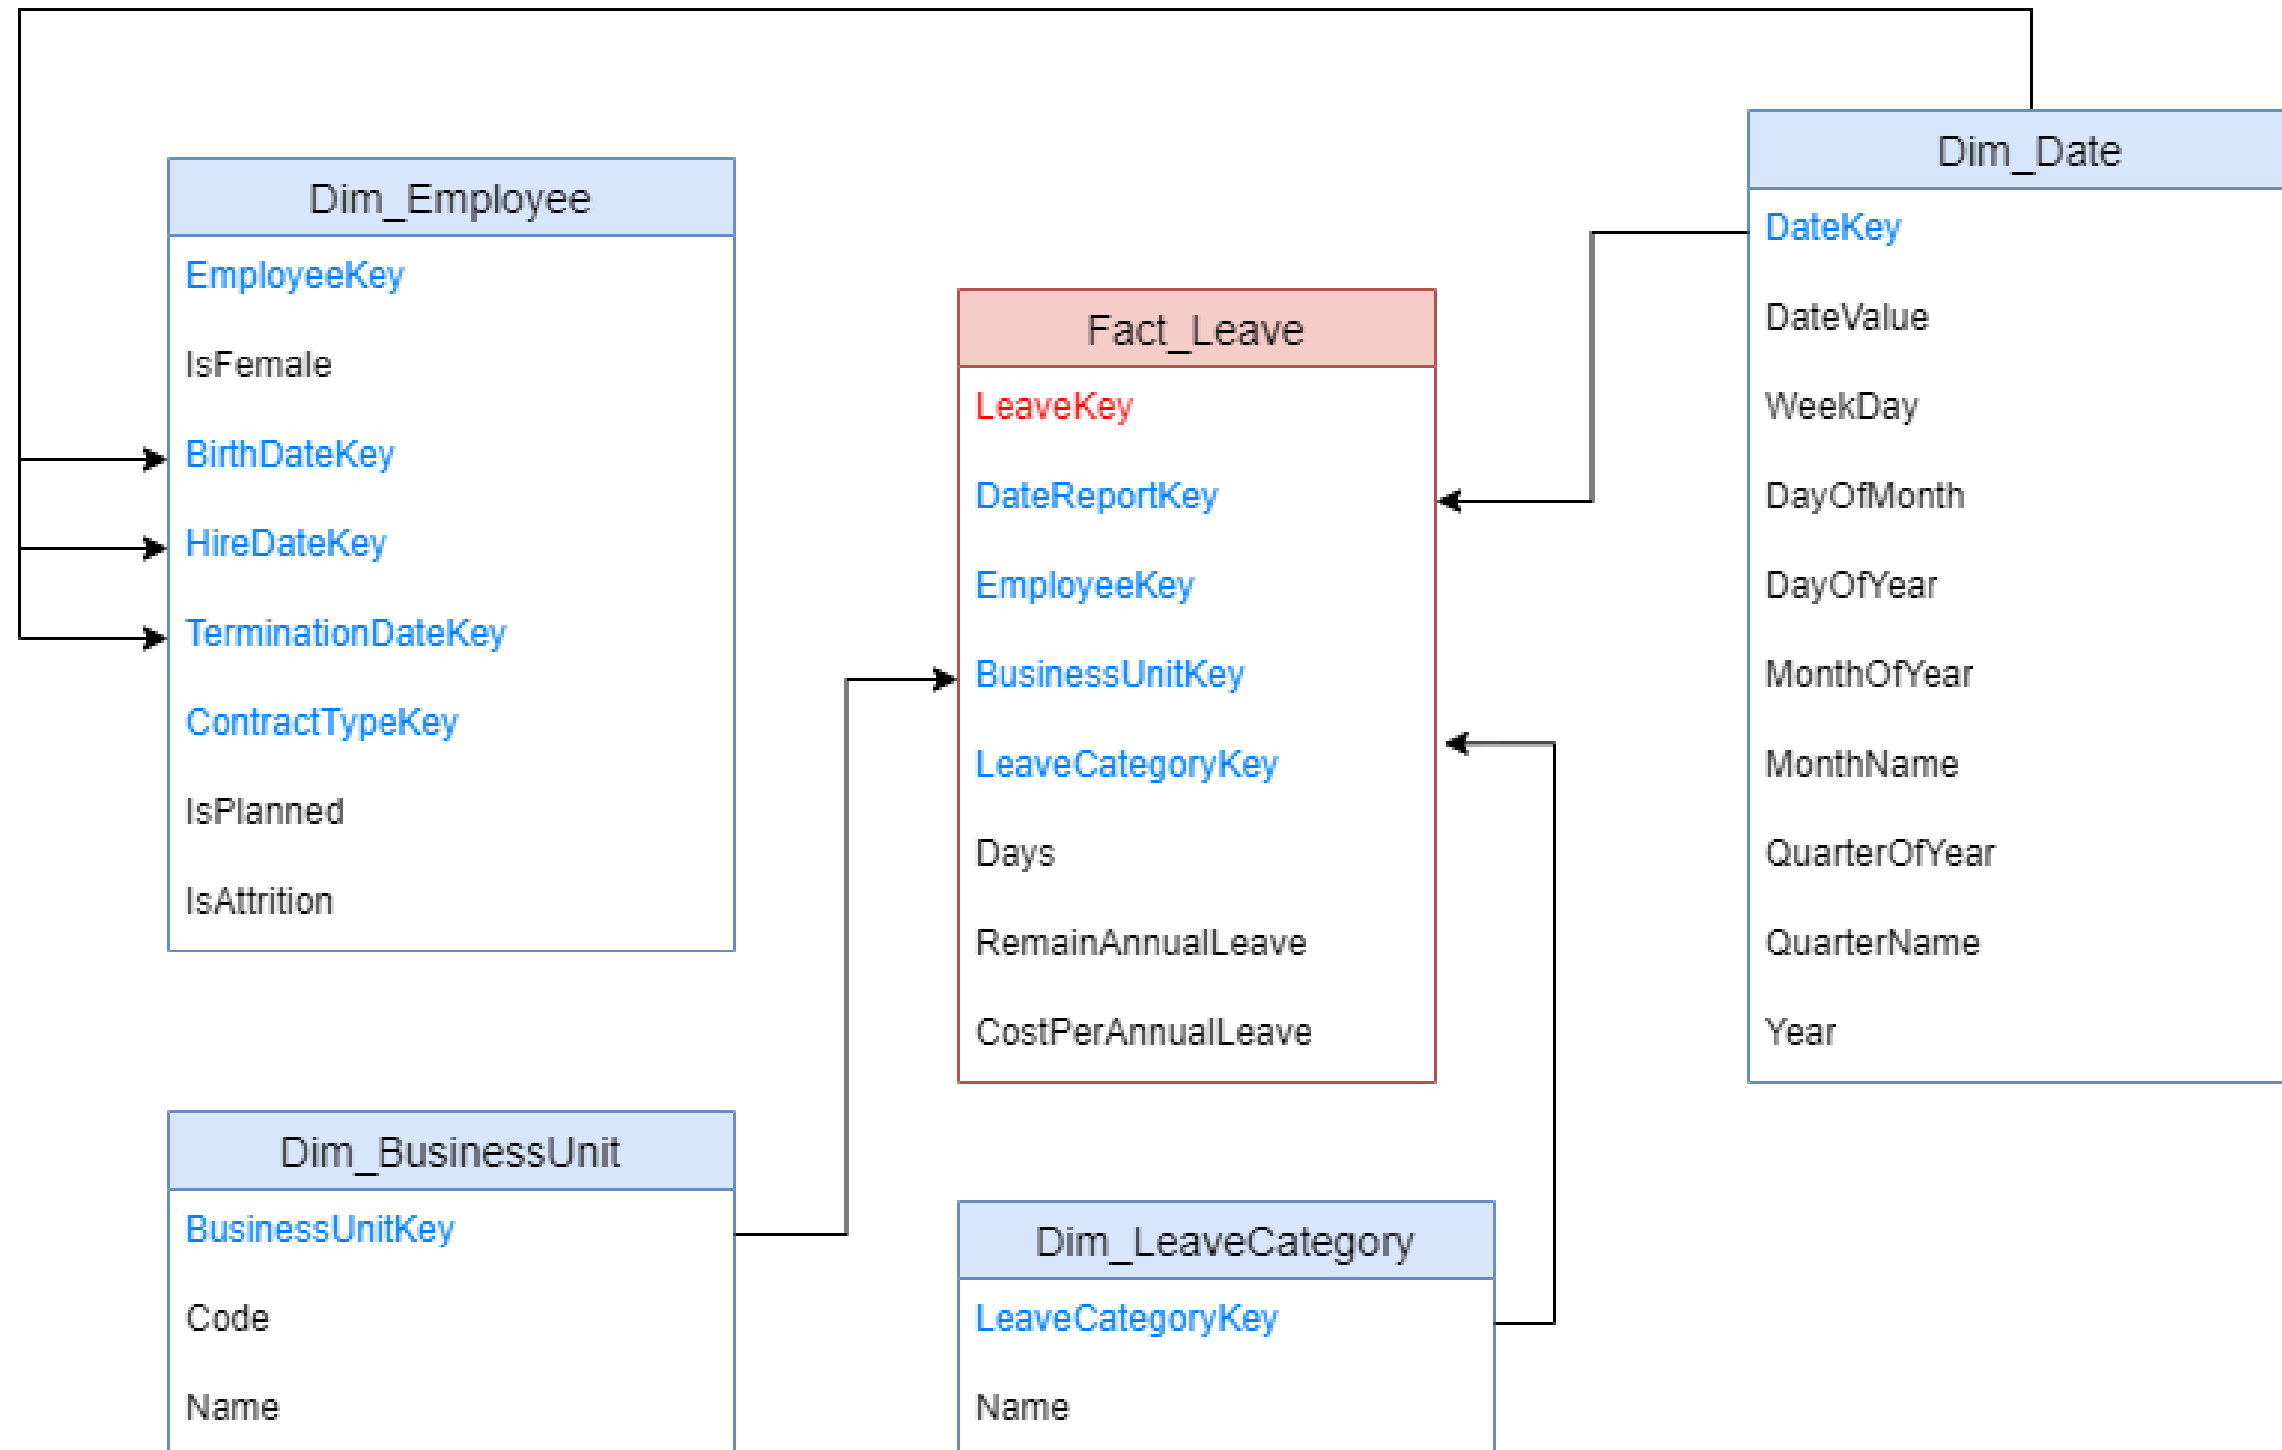 Dim_Employee
EmployeeKey
IsFemale
BirthDateKey
HireDateKey
TerminationDateKey
ContractTypeKey
IsPlanned
IsAttrition
Fact_Leave
LeaveKey
DateReportKey
EmployeeKey
BusinessUnitKey
LeaveCategoryKey
Days
RemainAnnualLeave
CostPerAnnualLeave
Dim_Date
DateKey
DateValue
WeekDay
DayOfMonth
DayOfYear
MonthOfYear
MonthName
QuarterOfYear
QuarterName
Year
Dim_BusinessUnit
BusinessUnitKey
Code
Name
Dim_LeaveCategory
LeaveCategoryKey
Name